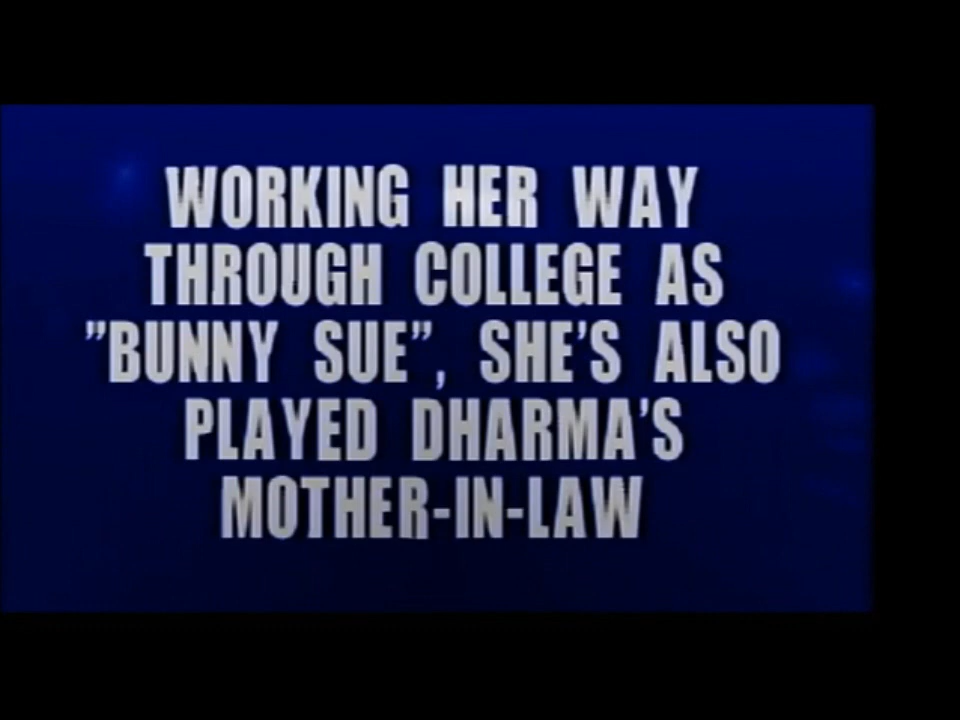 WORKING HER WAY
THROUGH COLLEGE AS
"BUNNY SUE", SHE'S ALSO
PLAYED DHARMA'S
MOTHER-IN-LAW